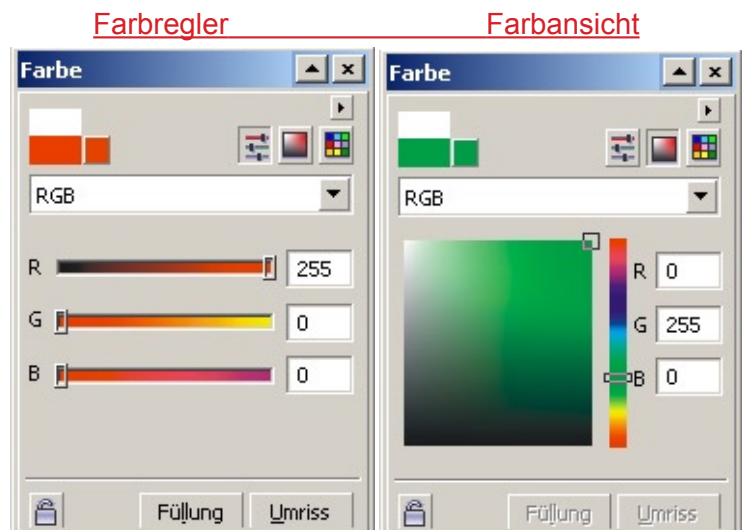 Farbregler Farbansicht
Farbe Farbe
RGB RGB
R 255 R 0
G 0 G 255
B 0 B 0
Füllung Umriss Füllung Umriss